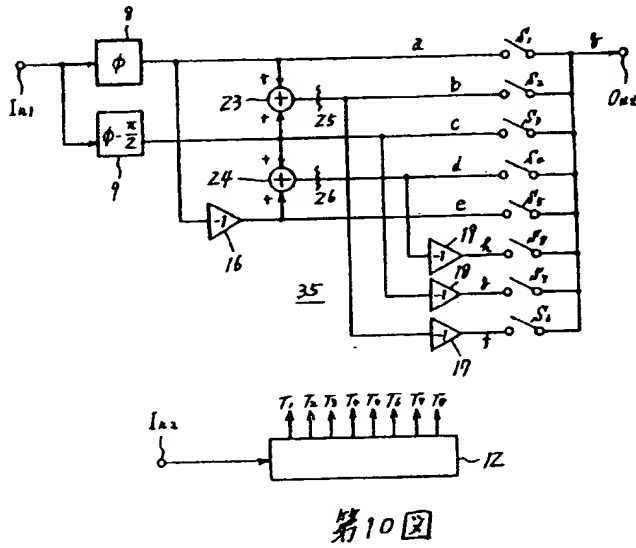 8
φ
a
S₁
In1
23
25
b
S₂
φ-π/2
9
c
S₃
24
26
d
S₄
-1
16
e
S₅
-1
19
h
S₈
35
-1
18
g
S₇
-1
17
f
S₆
T₁ T₂ T₃ T₄ T₅ T₆ T₇ T₈
In2
12
第10図